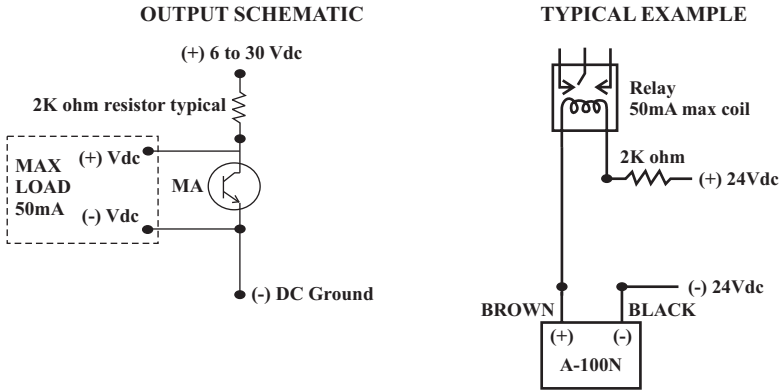 OUTPUT SCHEMATIC
(+) 6 to 30 Vdc
2K ohm resistor typical
MAX
LOAD
50mA
(+) Vdc
(-) Vdc
MA
(-) DC Ground
TYPICAL EXAMPLE
Relay
50mA max coil
2K ohm
(+) 24Vdc
(-) 24Vdc
BROWN
BLACK
(+)
(-)
A-100N